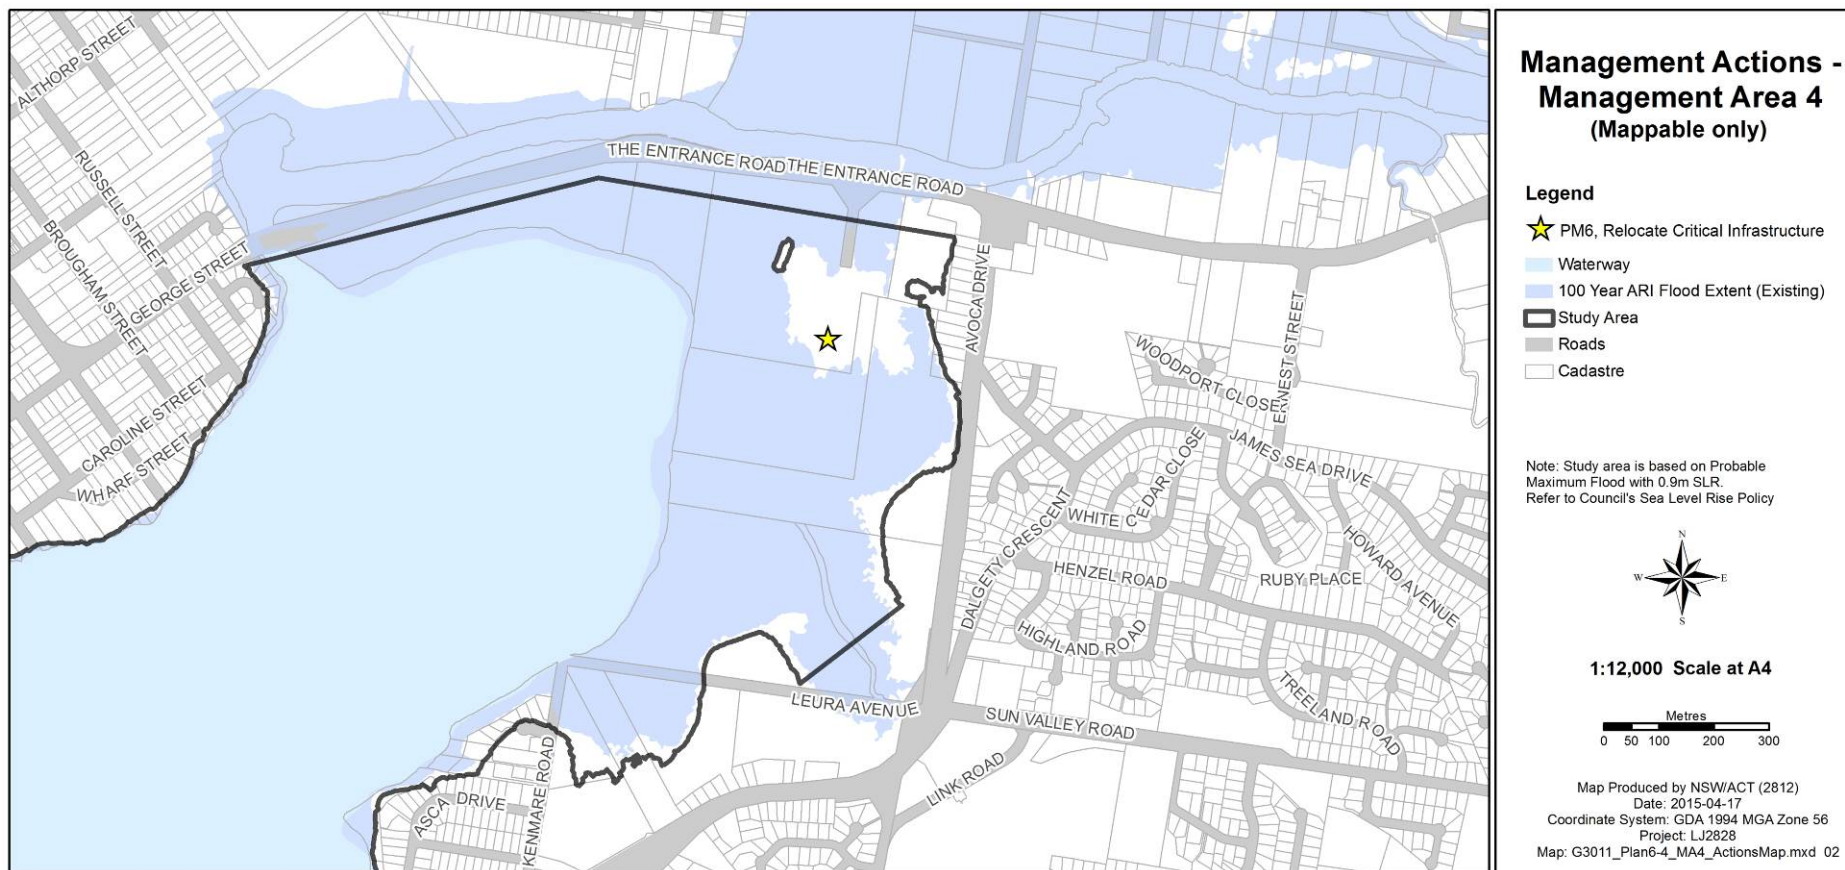 ALTHORP STREET
RUSSELL STREET
BROUGHAM STREET
GEORGE STREET
CAROLINE STREET
WHARF STREET
THE ENTRANCE ROAD
THE ENTRANCE ROAD
AVOCA DRIVE
ERNEST STREET
WOODPORT CLOSE
JAMES SEA DRIVE
WHITE CEDAR CLOSE
DALGETY CRESCENT
HENZEL ROAD
RUBY PLACE
HOWARD AVENUE
HIGHLAND ROAD
TREELAND ROAD
LEURA AVENUE
SUN VALLEY ROAD
LINK ROAD
KENMARE ROAD
ASCA DRIVE
Management Actions -
Management Area 4
(Mappable only)
Legend
PM6, Relocate Critical Infrastructure
Waterway
100 Year ARI Flood Extent (Existing)
Study Area
Roads
Cadastre
Note: Study area is based on Probable
Maximum Flood with 0.9m SLR.
Refer to Council's Sea Level Rise Policy
N
W E
S
1:12,000 Scale at A4
Metres
0 50 100 200 300
Map Produced by NSW/ACT (2812)
Date: 2015-04-17
Coordinate System: GDA 1994 MGA Zone 56
Project: LJ2828
Map: G3011_Plan6-4_MA4_ActionsMap.mxd 02